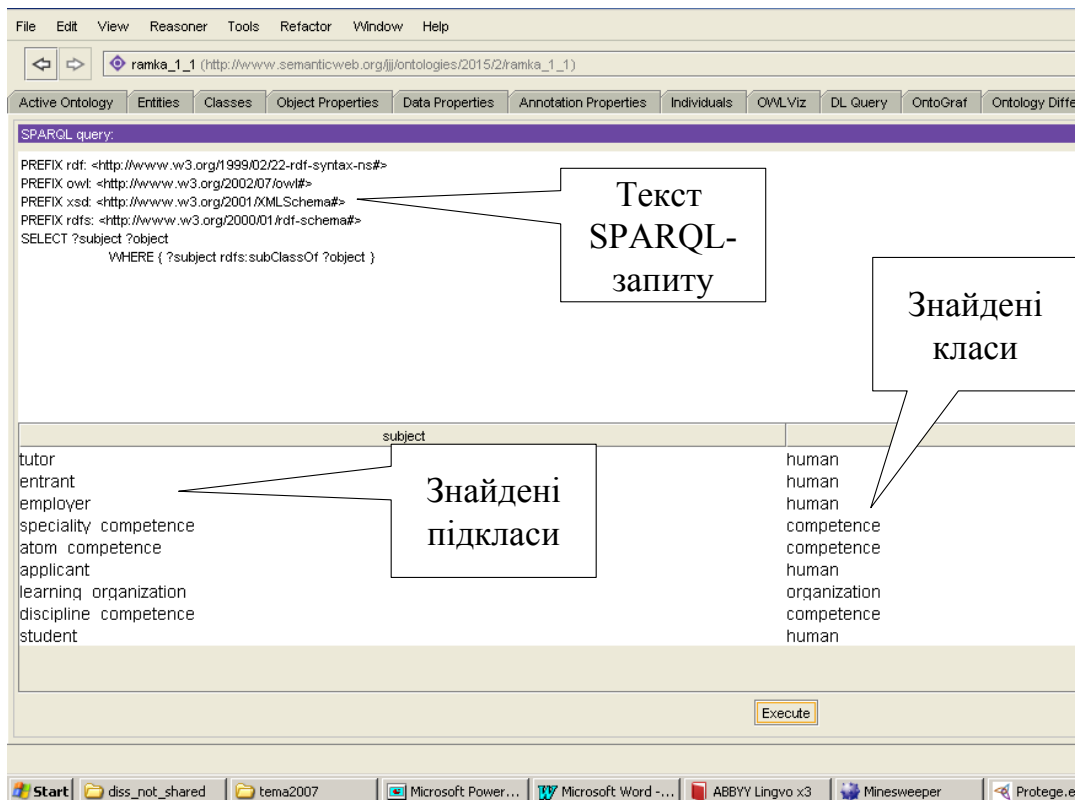 File Edit View Reasoner Tools Refactor Window Help
ramka_1_1 (http://www.semanticweb.org/jjj/ontologies/2015/2/ramka_1_1)
Active Ontology Entities Classes Object Properties Data Properties Annotation Properties Individuals OWLViz DL Query OntoGraf Ontology Diffe
SPARQL query:
PREFIX rdf: <http://www.w3.org/1999/02/22-rdf-syntax-ns#>
PREFIX owl: <http://www.w3.org/2002/07/owl#>
PREFIX xsd: <http://www.w3.org/2001/XMLSchema#>
PREFIX rdfs: <http://www.w3.org/2000/01/rdf-schema#>
SELECT ?subject ?object
WHERE { ?subject rdfs:subClassOf ?object }
Текст
SPARQL-
запиту
Знайдені
класи
subject
tutor human
entrant human
employer human
speciality competence competence
atom competence competence
applicant human
learning organization organization
discipline competence competence
student human
Знайдені
підкласи
Execute
Start diss_not_shared tema2007 Microsoft Power... Microsoft Word -... ABBYY Lingvo x3 Minesweeper Protege.e